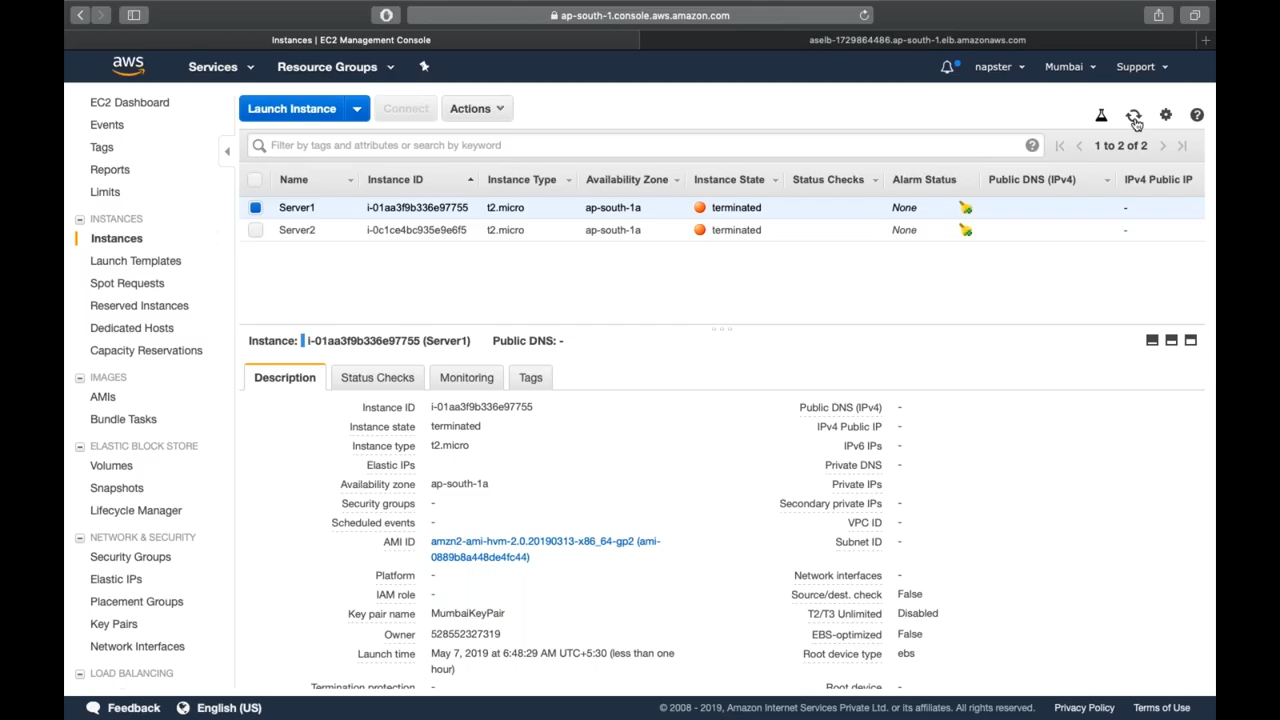 ap-south-1.console.aws.amazon.com
Instances | EC2 Management Console
aselb-1729864486.ap-south-1.elb.amazonaws.com
aws
Services
Resource Groups
napster
Mumbai
Support
EC2 Dashboard
Events
Tags
Reports
Limits
INSTANCES
Instances
Launch Templates
Spot Requests
Reserved Instances
Dedicated Hosts
Capacity Reservations
IMAGES
AMIs
Bundle Tasks
ELASTIC BLOCK STORE
Volumes
Snapshots
Lifecycle Manager
NETWORK & SECURITY
Security Groups
Elastic IPs
Placement Groups
Key Pairs
Network Interfaces
LOAD BALANCING
Launch Instance
Connect
Actions
Filter by tags and attributes or search by keyword
1 to 2 of 2
Name Instance ID Instance Type Availability Zone Instance State Status Checks Alarm Status Public DNS (IPv4) IPv4 Public IP
Server1 i-01aa3f9b336e97755 t2.micro ap-south-1a terminated None -
Server2 i-0c1ce4bc935e9e6f5 t2.micro ap-south-1a terminated None -
Instance: i-01aa3f9b336e97755 (Server1) Public DNS: -
Description Status Checks Monitoring Tags
Instance ID i-01aa3f9b336e97755
Instance state terminated
Instance type t2.micro
Elastic IPs
Availability zone ap-south-1a
Security groups -
Scheduled events -
AMI ID amzn2-ami-hvm-2.0.20190313-x86_64-gp2 (ami-
0889b8a448de4fc44)
Platform -
IAM role -
Key pair name MumbaiKeyPair
Owner 528552327319
Launch time May 7, 2019 at 6:48:29 AM UTC+5:30 (less than one
hour)
Termination protection -
Public DNS (IPv4) -
IPv4 Public IP -
IPv6 IPs -
Private DNS -
Private IPs -
Secondary private IPs -
VPC ID -
Subnet ID -
Network interfaces -
Source/dest. check False
T2/T3 Unlimited Disabled
EBS-optimized False
Root device type ebs
Root device -
Feedback
English (US)
© 2008 - 2019, Amazon Internet Services Private Ltd. or its affiliates. All rights reserved.
Privacy Policy
Terms of Use